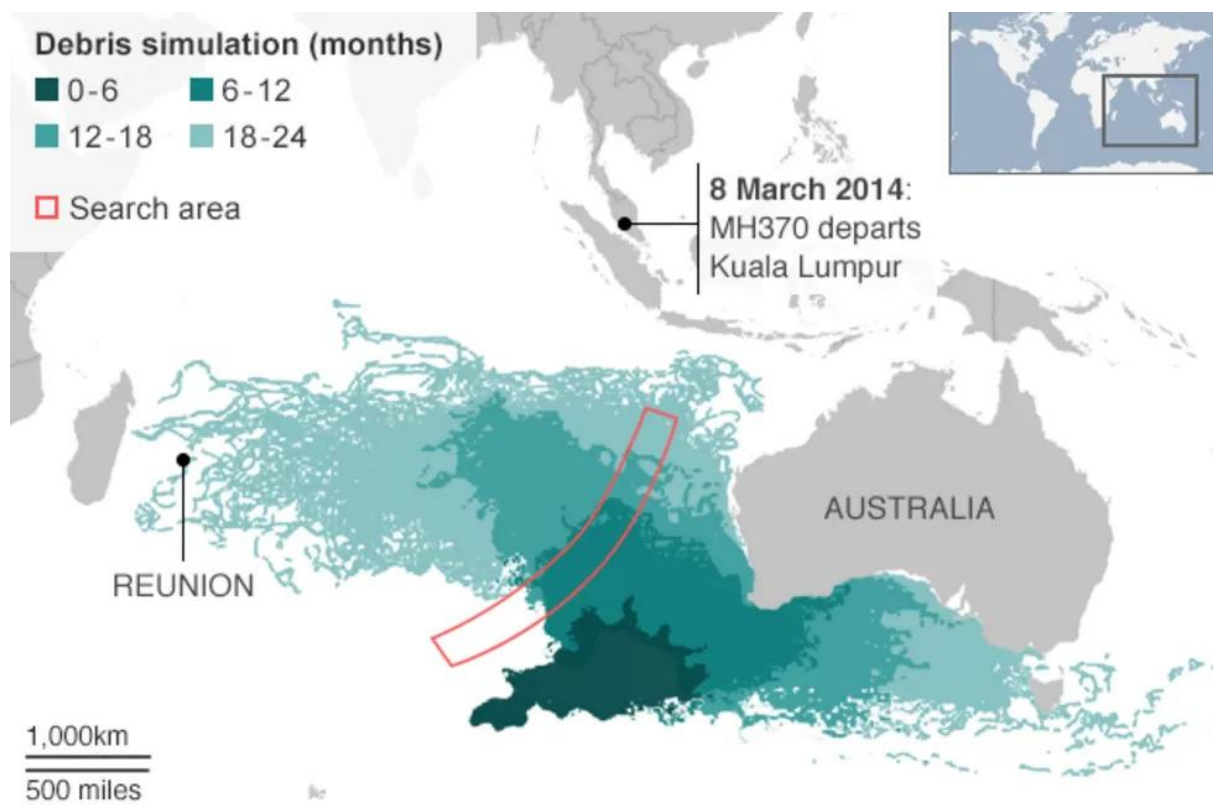 Debris simulation (months)
0-6 6-12
12-18 18-24
Search area
8 March 2014:
MH370 departs
Kuala Lumpur
AUSTRALIA
REUNION
1,000km
500 miles